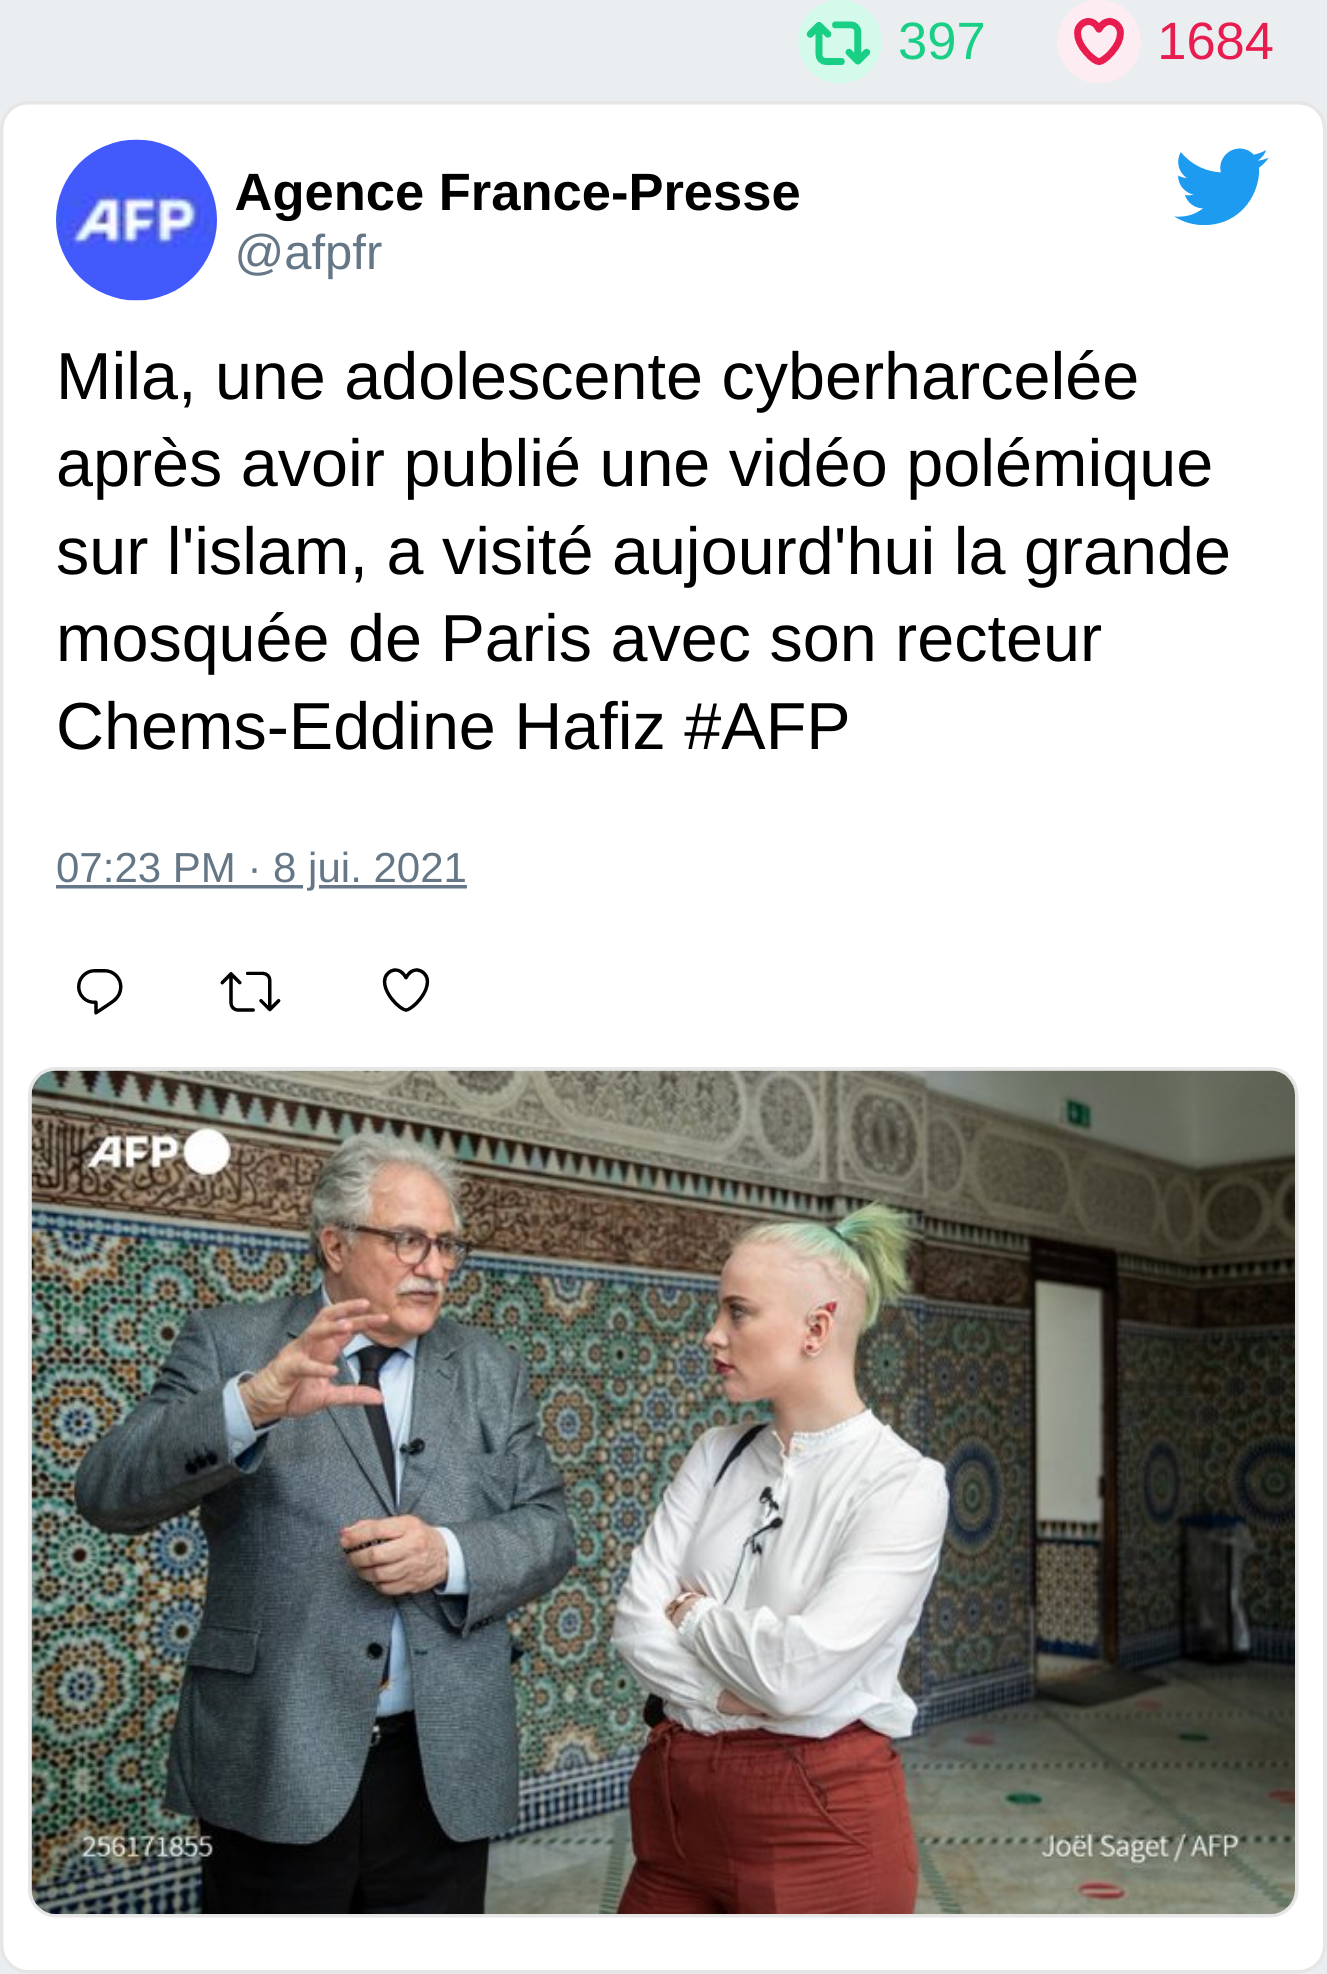 397 1684
AFP
Agence France-Presse
@afpfr
Mila, une adolescente cyberharcelée
après avoir publié une vidéo polémique
sur l'islam, a visité aujourd'hui la grande
mosquée de Paris avec son recteur
Chems-Eddine Hafiz #AFP
07:23 PM · 8 jui. 2021
AFP
256171855
Joël Saget / AFP